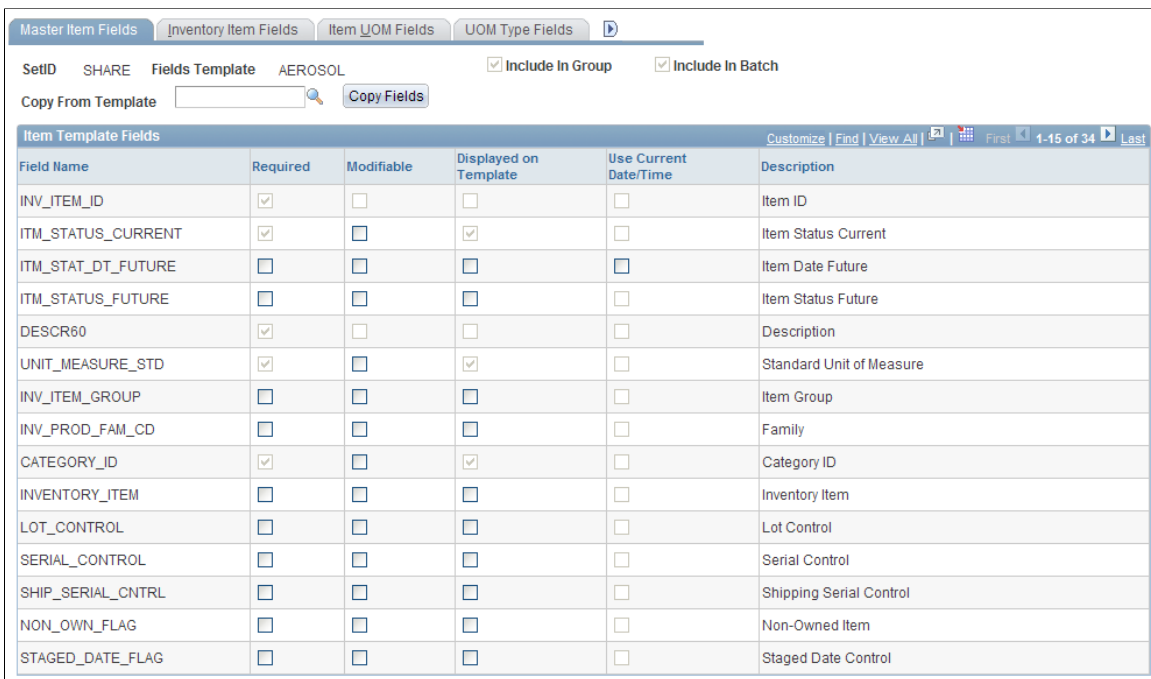 Master Item Fields Inventory Item Fields Item UOM Fields UOM Type Fields
SetID SHARE Fields Template AEROSOL Include In Group Include In Batch
Copy From Template Copy Fields
Item Template Fields Customize | Find | View All | | First 1-15 of 34 Last
Field Name Required Modifiable Displayed on Template Use Current Date/Time Description
INV_ITEM_ID Item ID
ITM_STATUS_CURRENT Item Status Current
ITM_STAT_DT_FUTURE Item Date Future
ITM_STATUS_FUTURE Item Status Future
DESCR60 Description
UNIT_MEASURE_STD Standard Unit of Measure
INV_ITEM_GROUP Item Group
INV_PROD_FAM_CD Family
CATEGORY_ID Category ID
INVENTORY_ITEM Inventory Item
LOT_CONTROL Lot Control
SERIAL_CONTROL Serial Control
SHIP_SERIAL_CNTRL Shipping Serial Control
NON_OWN_FLAG Non-Owned Item
STAGED_DATE_FLAG Staged Date Control